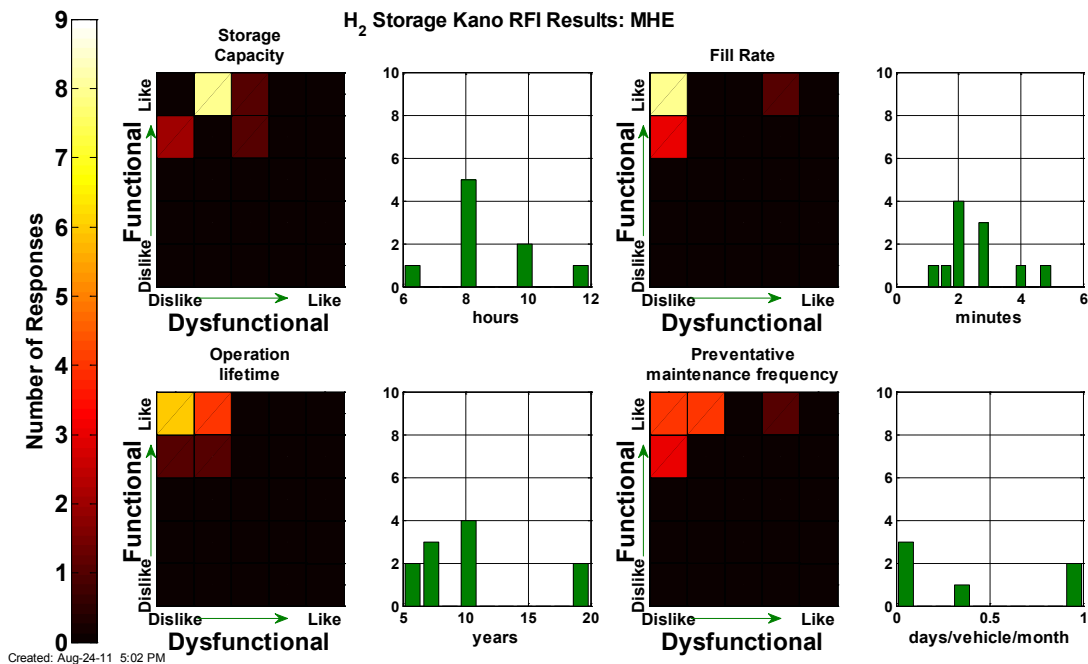 H2 Storage Kano RFI Results: MHE
Number of Responses
9
8
7
6
5
4
3
2
1
0
Storage
Capacity
Functional
Like
Dislike
Dislike
Like
Dysfunctional
10
8
6
4
2
0
6
8
10
12
hours
Fill Rate
Functional
Like
Dislike
Dislike
Like
Dysfunctional
10
8
6
4
2
0
0
2
4
6
minutes
Operation
lifetime
Functional
Like
Dislike
Dislike
Like
Dysfunctional
10
8
6
4
2
0
5
10
15
20
years
Preventative
maintenance frequency
Functional
Like
Dislike
Dislike
Like
Dysfunctional
10
8
6
4
2
0
0
0.5
1
days/vehicle/month
Created: Aug-24-11 5:02 PM